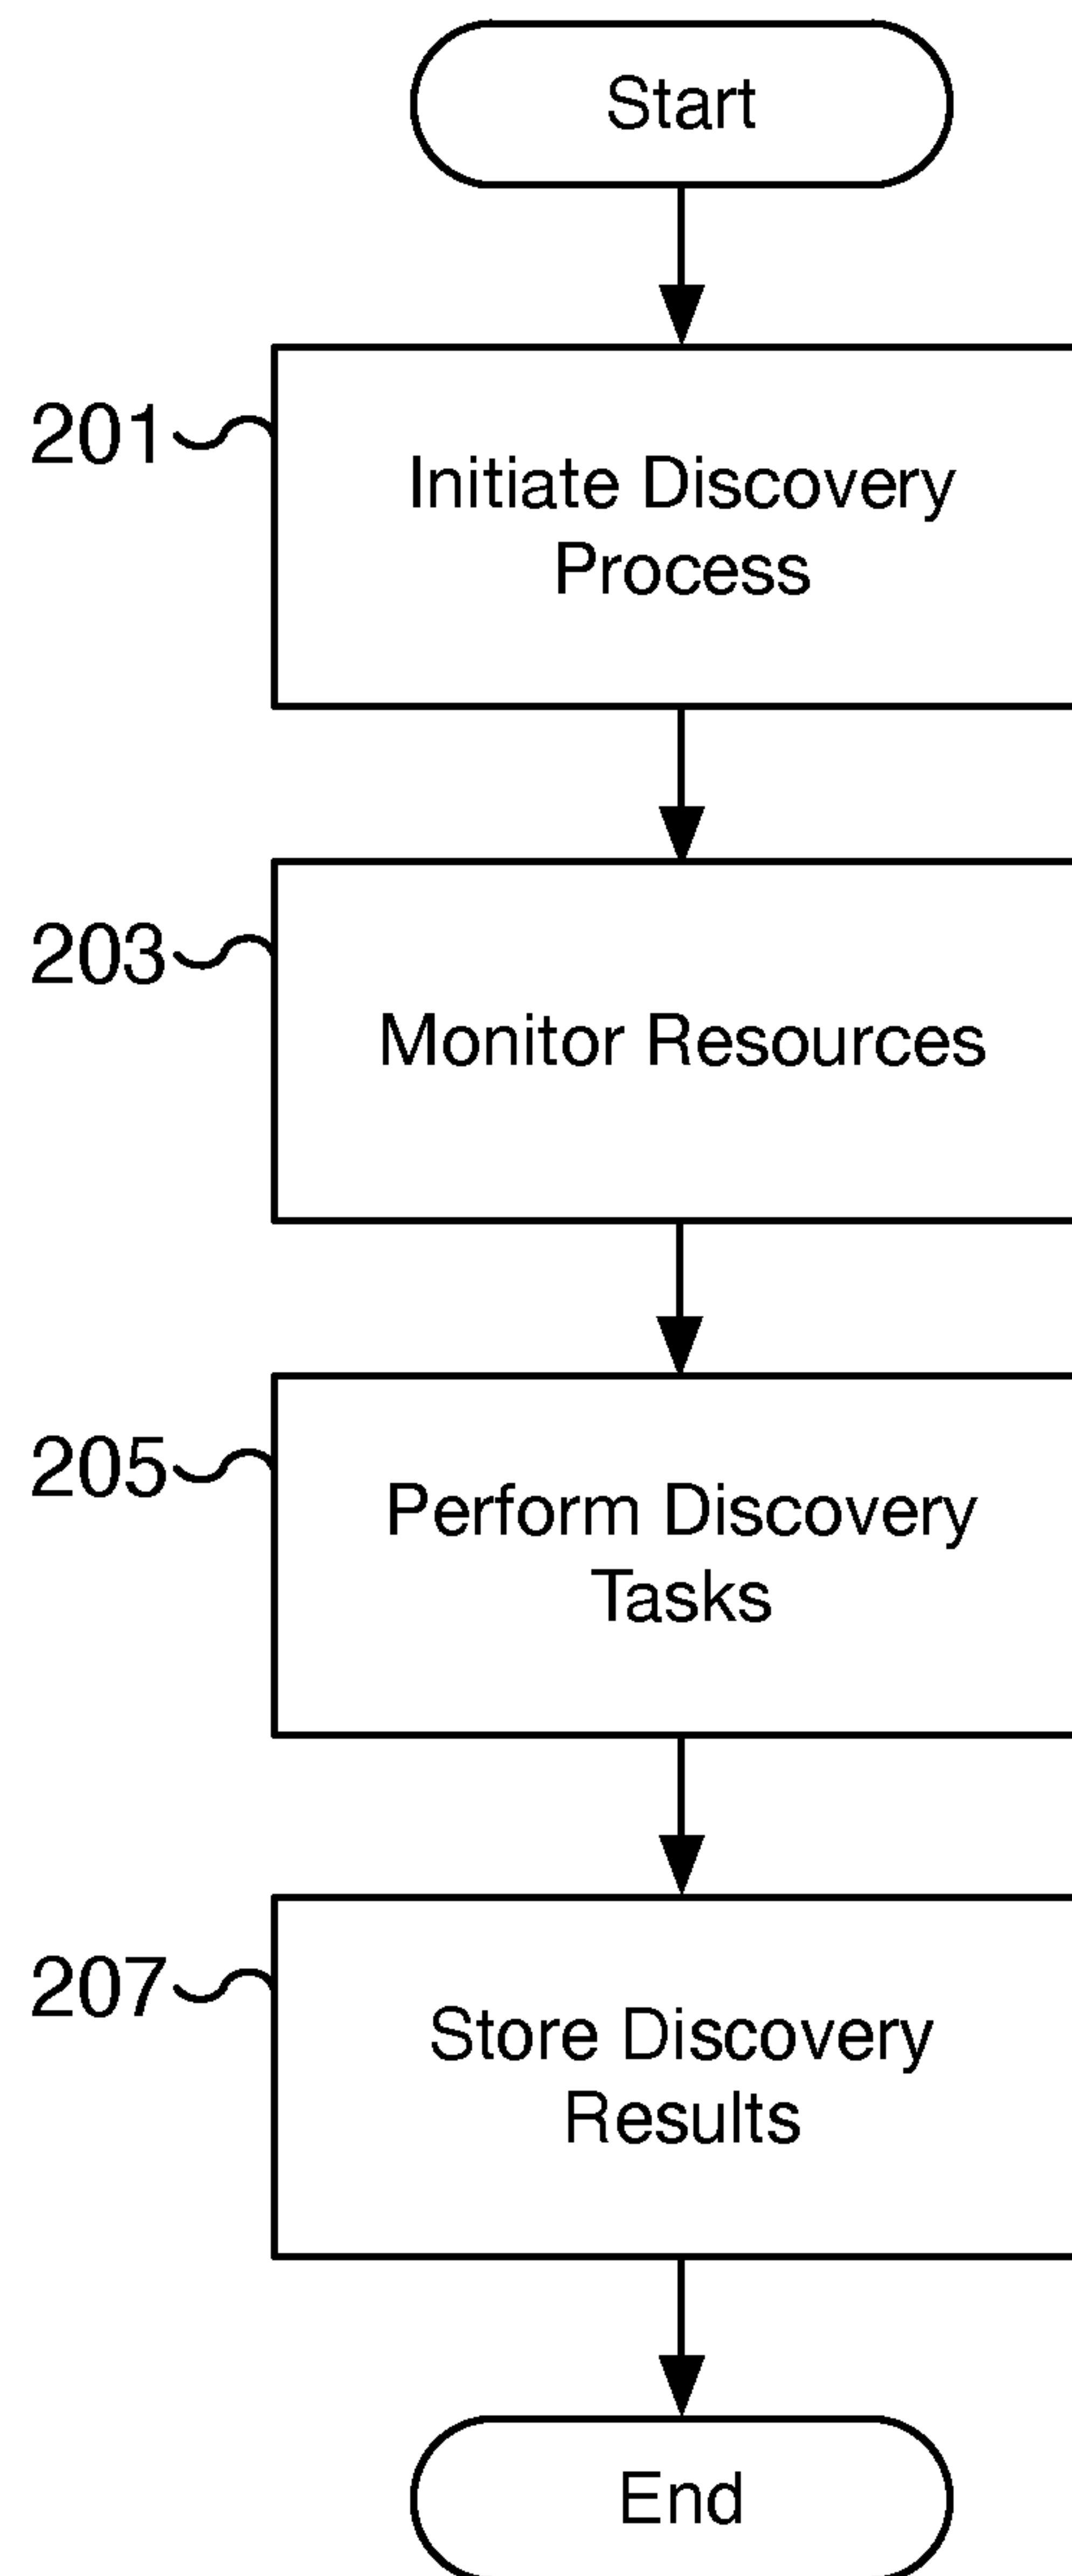 Start
201
Initiate Discovery
Process
203
Monitor Resources
205
Perform Discovery
Tasks
207
Store Discovery
Results
End